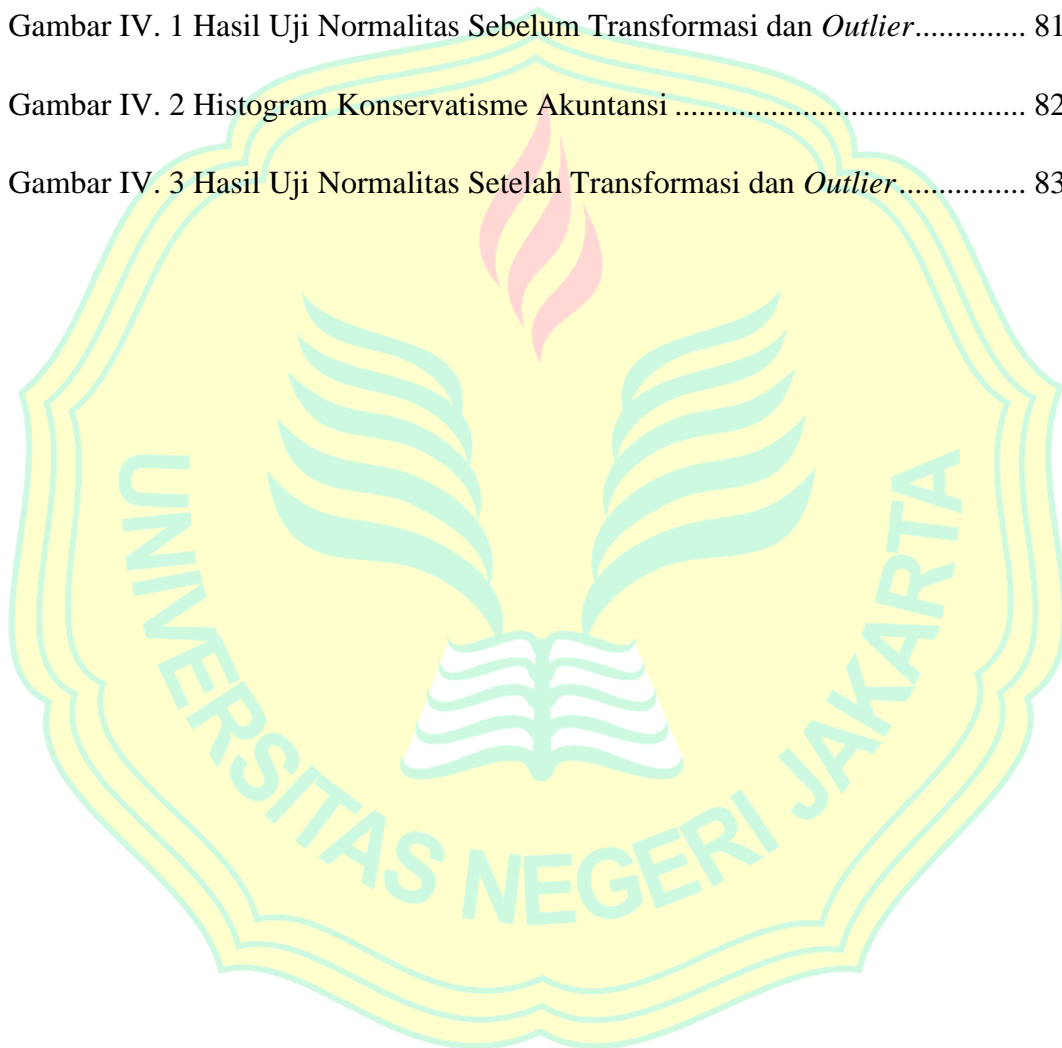 Gambar IV. 1 Hasil Uji Normalitas Sebelum Transformasi dan Outlier.............. 81
Gambar IV. 2 Histogram Konservatisme Akuntansi ........................................... 82
Gambar IV. 3 Hasil Uji Normalitas Setelah Transformasi dan Outlier................ 83
UNIVERSITAS NEGERI JAKARTA